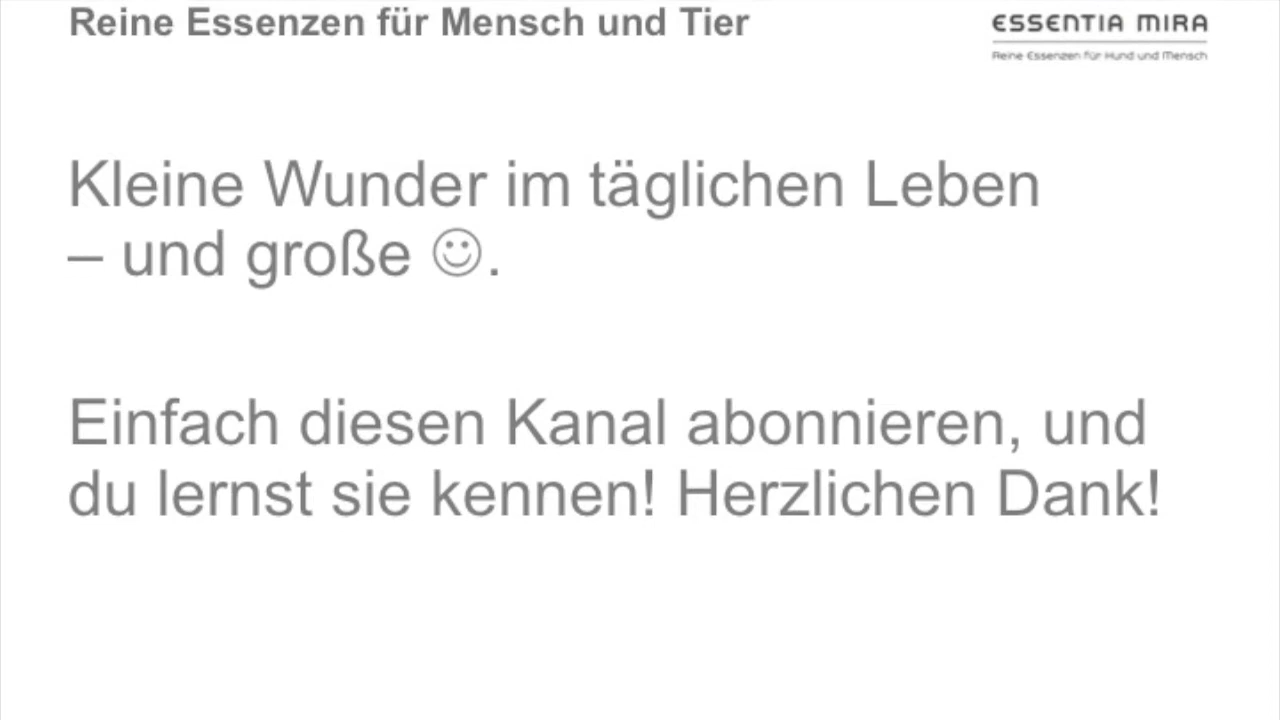 Reine Essenzen für Mensch und Tier
ESSENTIA MIRA
Reine Essenzen für Hund und Mensch
Kleine Wunder im täglichen Leben
– und große ☺.
Einfach diesen Kanal abonnieren, und
du lernst sie kennen! Herzlichen Dank!